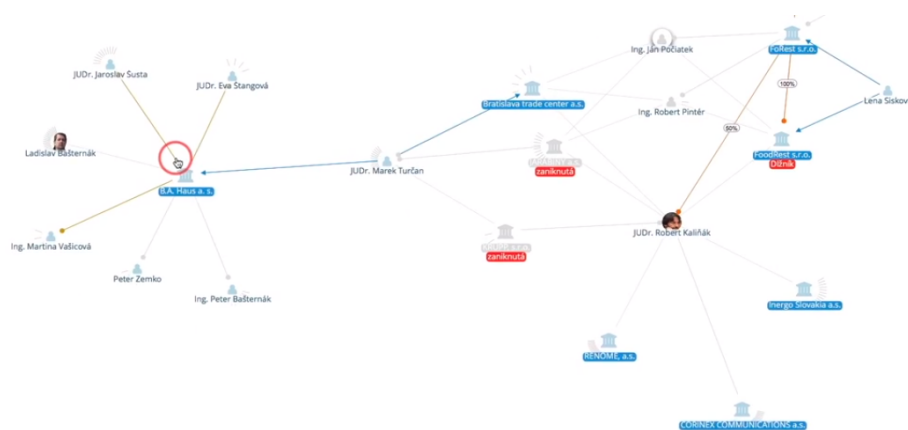 Ing. Ján Počiatek
FoRest s.r.o.
JUDr. Jaroslav Šusta
JUDr. Eva Štangová
100%
Bratislava trade center a.s.
Ing. Robert Pintér
Lena Sisková
50%
Ladislav Bašternák
FoodRest s.r.o.
Dlžník
JUDr. Marek Turčan
zaniknutá
B.A. Haus a. s.
JUDr. Robert Kaliňák
Ing. Martina Vašicová
zaniknutá
Peter Zemko
Ing. Peter Bašternák
Inergo Slovakia a.s.
RENOME, a.s.
CORINEX COMMUNICATIONS a.s.